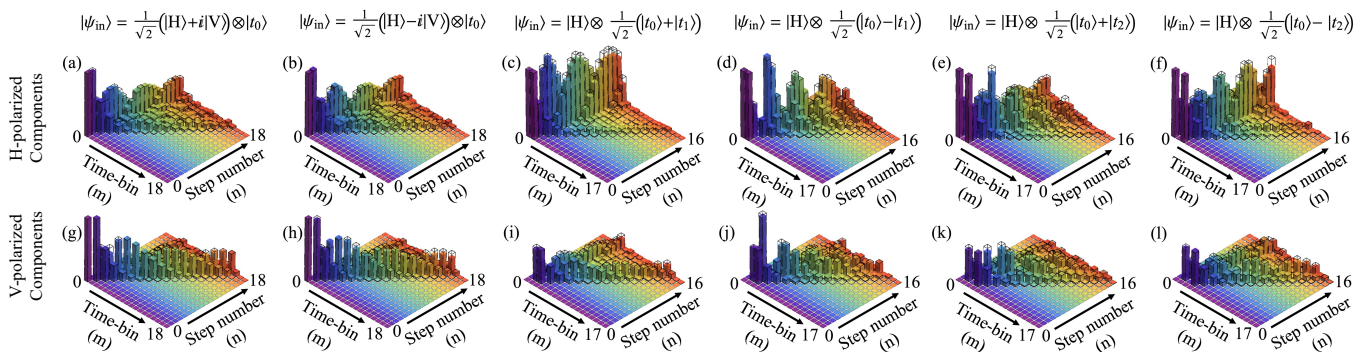 |ψin⟩ = 1/√2 (|H⟩+i|V⟩)⊗|t0⟩
|ψin⟩ = 1/√2 (|H⟩−i|V⟩)⊗|t0⟩
|ψin⟩ = |H⟩⊗ 1/√2 (|t0⟩+|t1⟩)
|ψin⟩ = |H⟩⊗ 1/√2 (|t0⟩−|t1⟩)
|ψin⟩ = |H⟩⊗ 1/√2 (|t0⟩+|t2⟩)
|ψin⟩ = |H⟩⊗ 1/√2 (|t0⟩− |t2⟩)
H-polarized
Components
(a)
0
18
Time-bin
(m)
18
0
Step number
(n)
(b)
0
18
Time-bin
(m)
18
0
Step number
(n)
(c)
0
16
Time-bin
(m)
17
0
Step number
(n)
(d)
0
16
Time-bin
(m)
17
0
Step number
(n)
(e)
0
16
Time-bin
(m)
17
0
Step number
(n)
(f)
0
16
Time-bin
(m)
17
0
Step number
(n)
V-polarized
Components
(g)
0
18
Time-bin
(m)
18
0
Step number
(n)
(h)
0
18
Time-bin
(m)
18
0
Step number
(n)
(i)
0
16
Time-bin
(m)
17
0
Step number
(n)
(j)
0
16
Time-bin
(m)
17
0
Step number
(n)
(k)
0
16
Time-bin
(m)
17
0
Step number
(n)
(l)
0
16
Time-bin
(m)
17
0
Step number
(n)